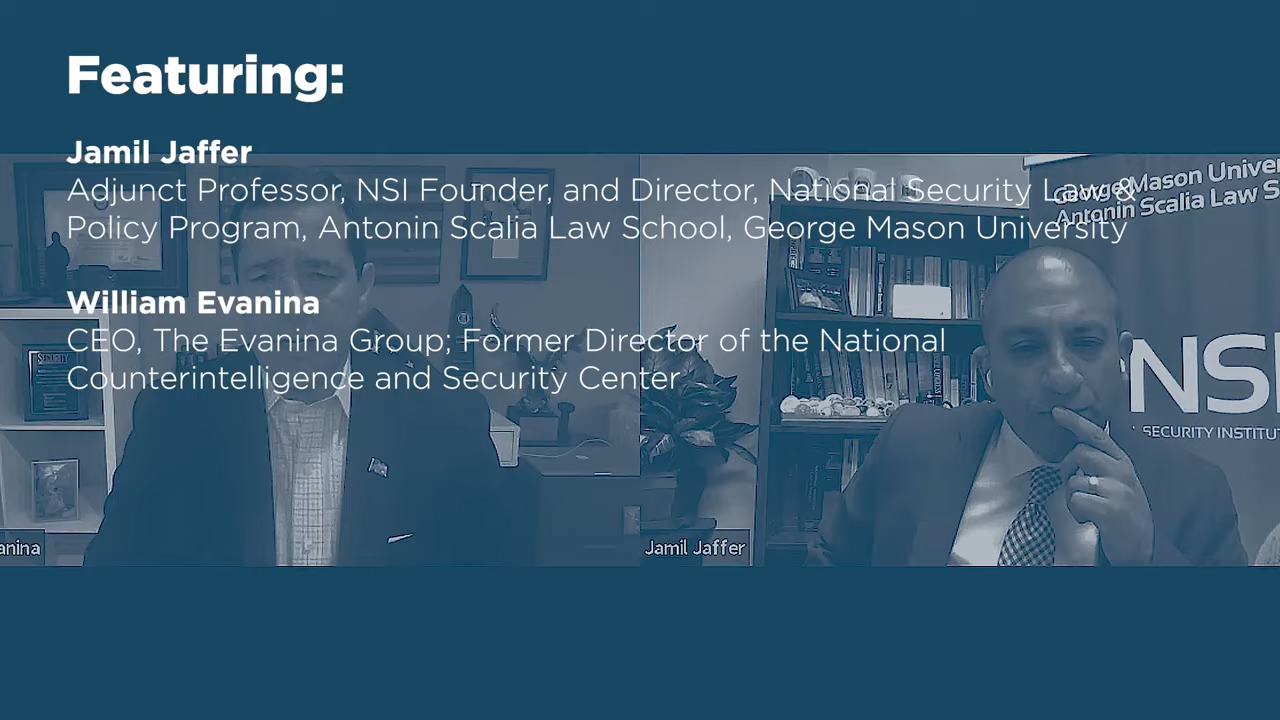 Featuring:
Jamil Jaffer
Adjunct Professor, NSI Founder, and Director, National Security Law &
Policy Program, Antonin Scalia Law School, George Mason University
William Evanina
CEO, The Evanina Group; Former Director of the National
Counterintelligence and Security Center
George Mason Univer
Antonin Scalia Law S
NSI
SECURITY INSTITUT
SECURITY
anina
Jamil Jaffer